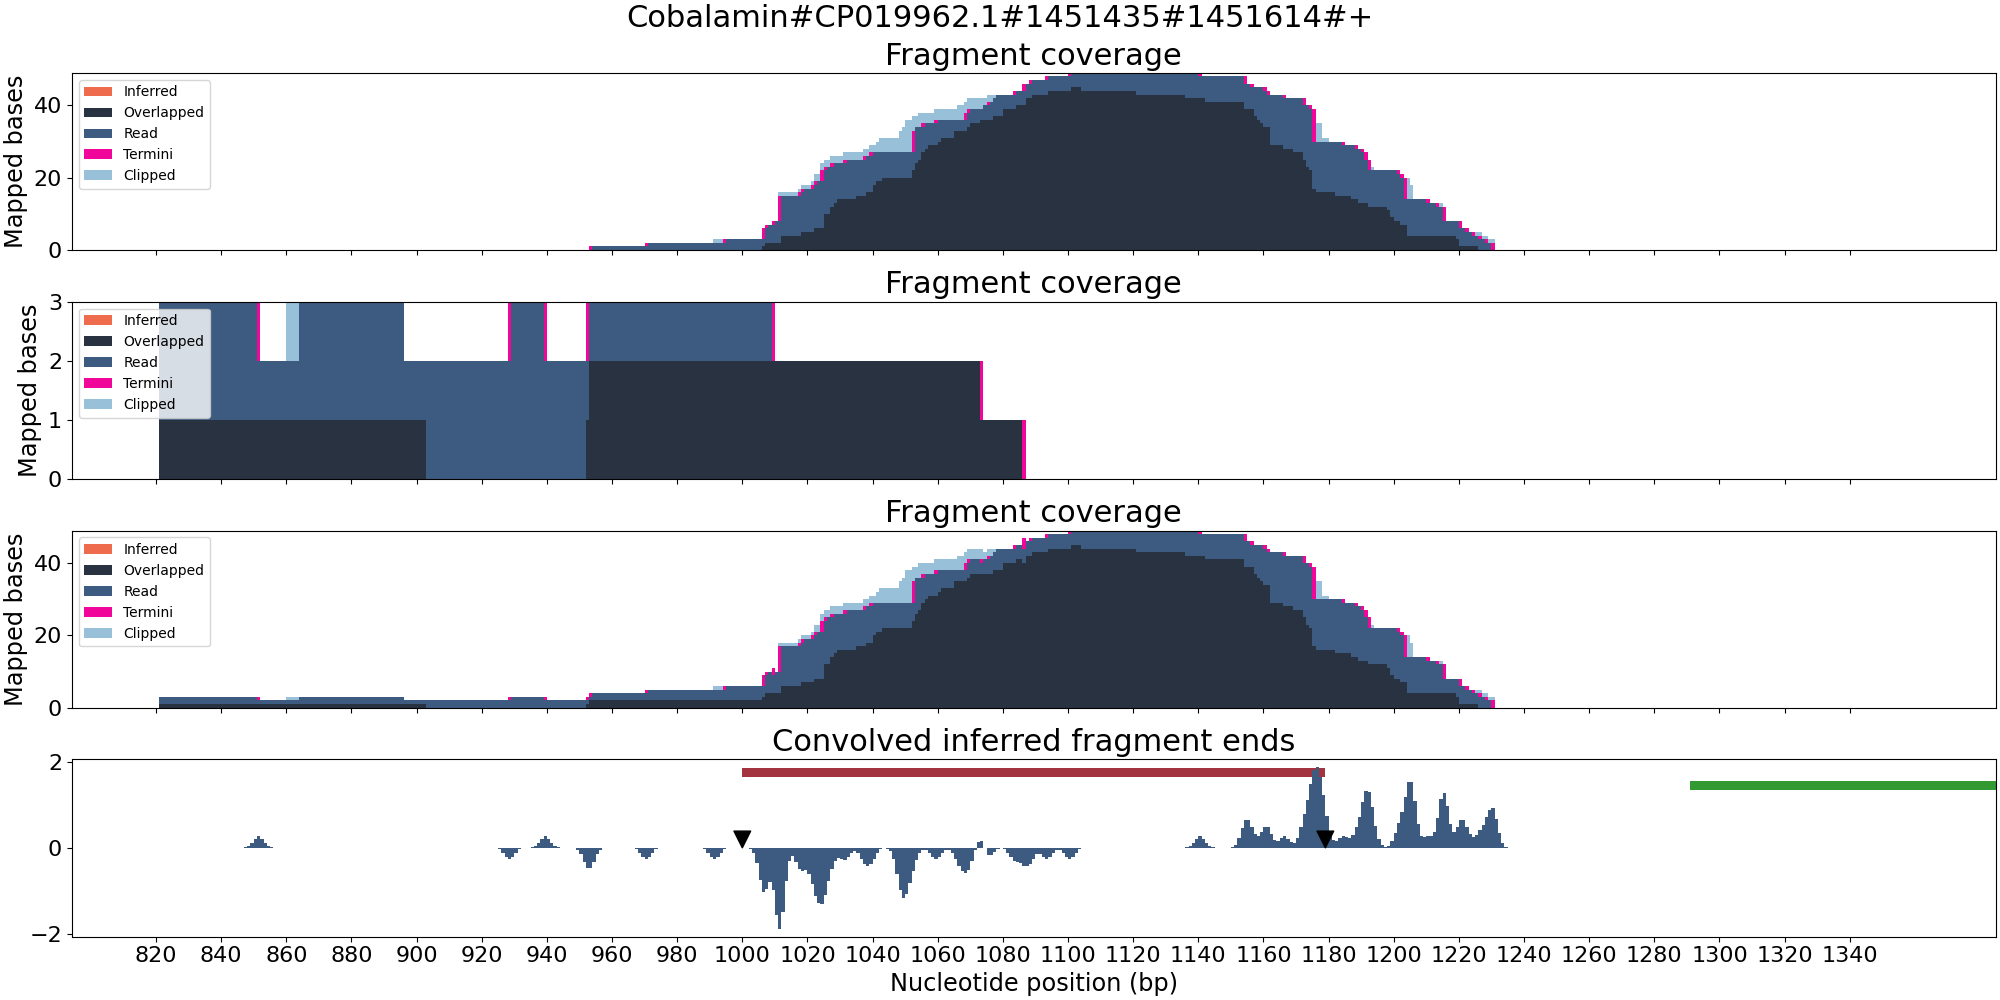 Cobalamin#CP019962.1#1451435#1451614#+
Fragment coverage
Mapped bases
40
20
0
Inferred
Overlapped
Read
Termini
Clipped
Fragment coverage
Mapped bases
3
2
1
0
Inferred
Overlapped
Read
Termini
Clipped
Fragment coverage
Mapped bases
40
20
0
Inferred
Overlapped
Read
Termini
Clipped
Convolved inferred fragment ends
2
0
−2
820 840 860 880 900 920 940 960 980 1000 1020 1040 1060 1080 1100 1120 1140 1160 1180 1200 1220 1240 1260 1280 1300 1320 1340
Nucleotide position (bp)